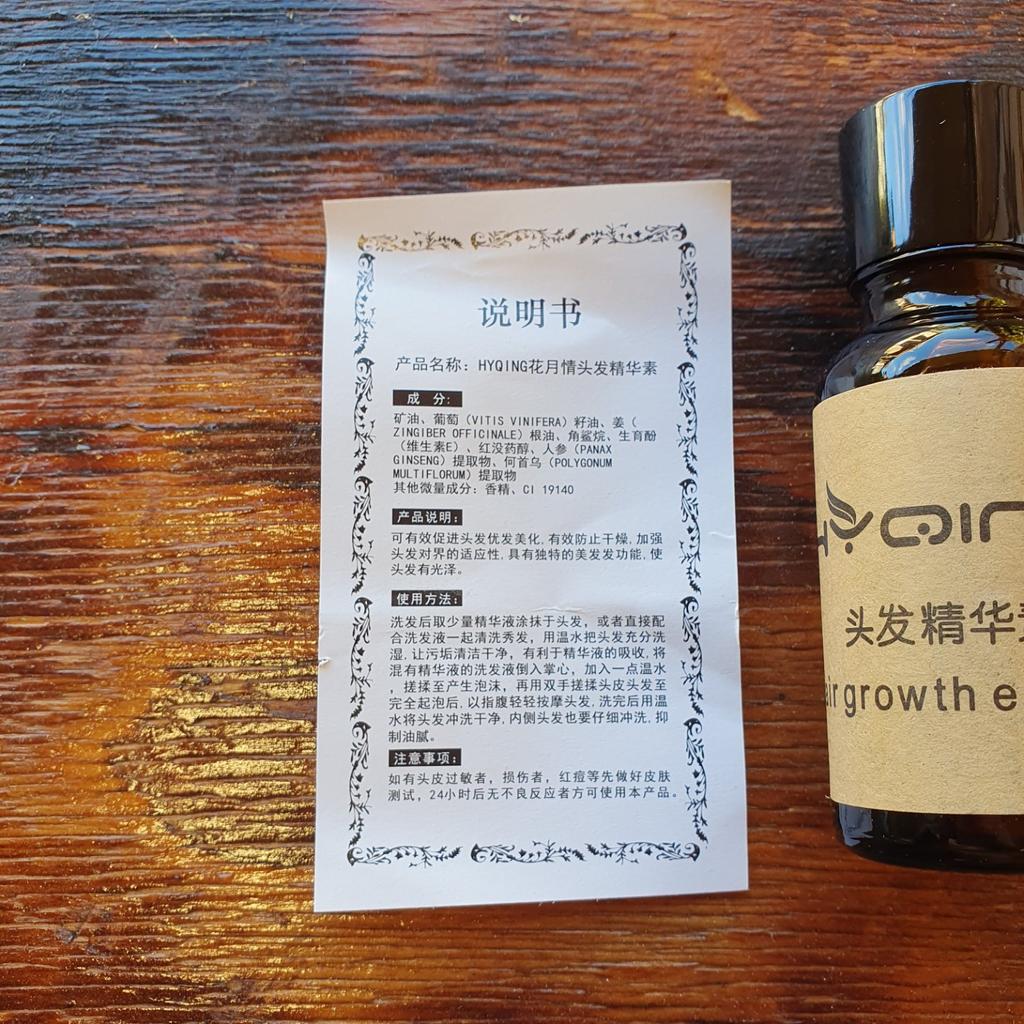 说明书
产品名称：HYQING花月情头发精华素
成 分：
矿油、葡萄（VITIS VINIFERA）籽油、姜（
ZINGIBER OFFICINALE）根油、角鲨烷、生育酚
（维生素E）、红没药醇、人参（PANAX
GINSENG）提取物、何首乌（POLYGONUM
MULTIFLORUM）提取物
其他微量成分：香精、CI 19140
产品说明：
可有效促进头发优发美化,有效防止干燥,加强
头发对界的适应性,具有独特的美发发功能,使
头发有光泽。
使用方法：
洗发后取少量精华液涂抹于头发，或者直接配
合洗发液一起清洗秀发，用温水把头发充分洗
湿,让污垢清洁干净，有利于精华液的吸收,将
混有精华液的洗发液倒入掌心，加入一点温水
，搓揉至产生泡沫，再用双手搓揉头皮头发至
完全起泡后,以指腹轻轻按摩头发,洗完后用温
水将头发冲洗干净,内侧头发也要仔细冲洗,抑
制油腻。
注意事项：
如有头皮过敏者，损伤者，红痘等先做好皮肤
测试，24小时后无不良反应者方可使用本产品。
HYQIN
头发精华素
air growth e